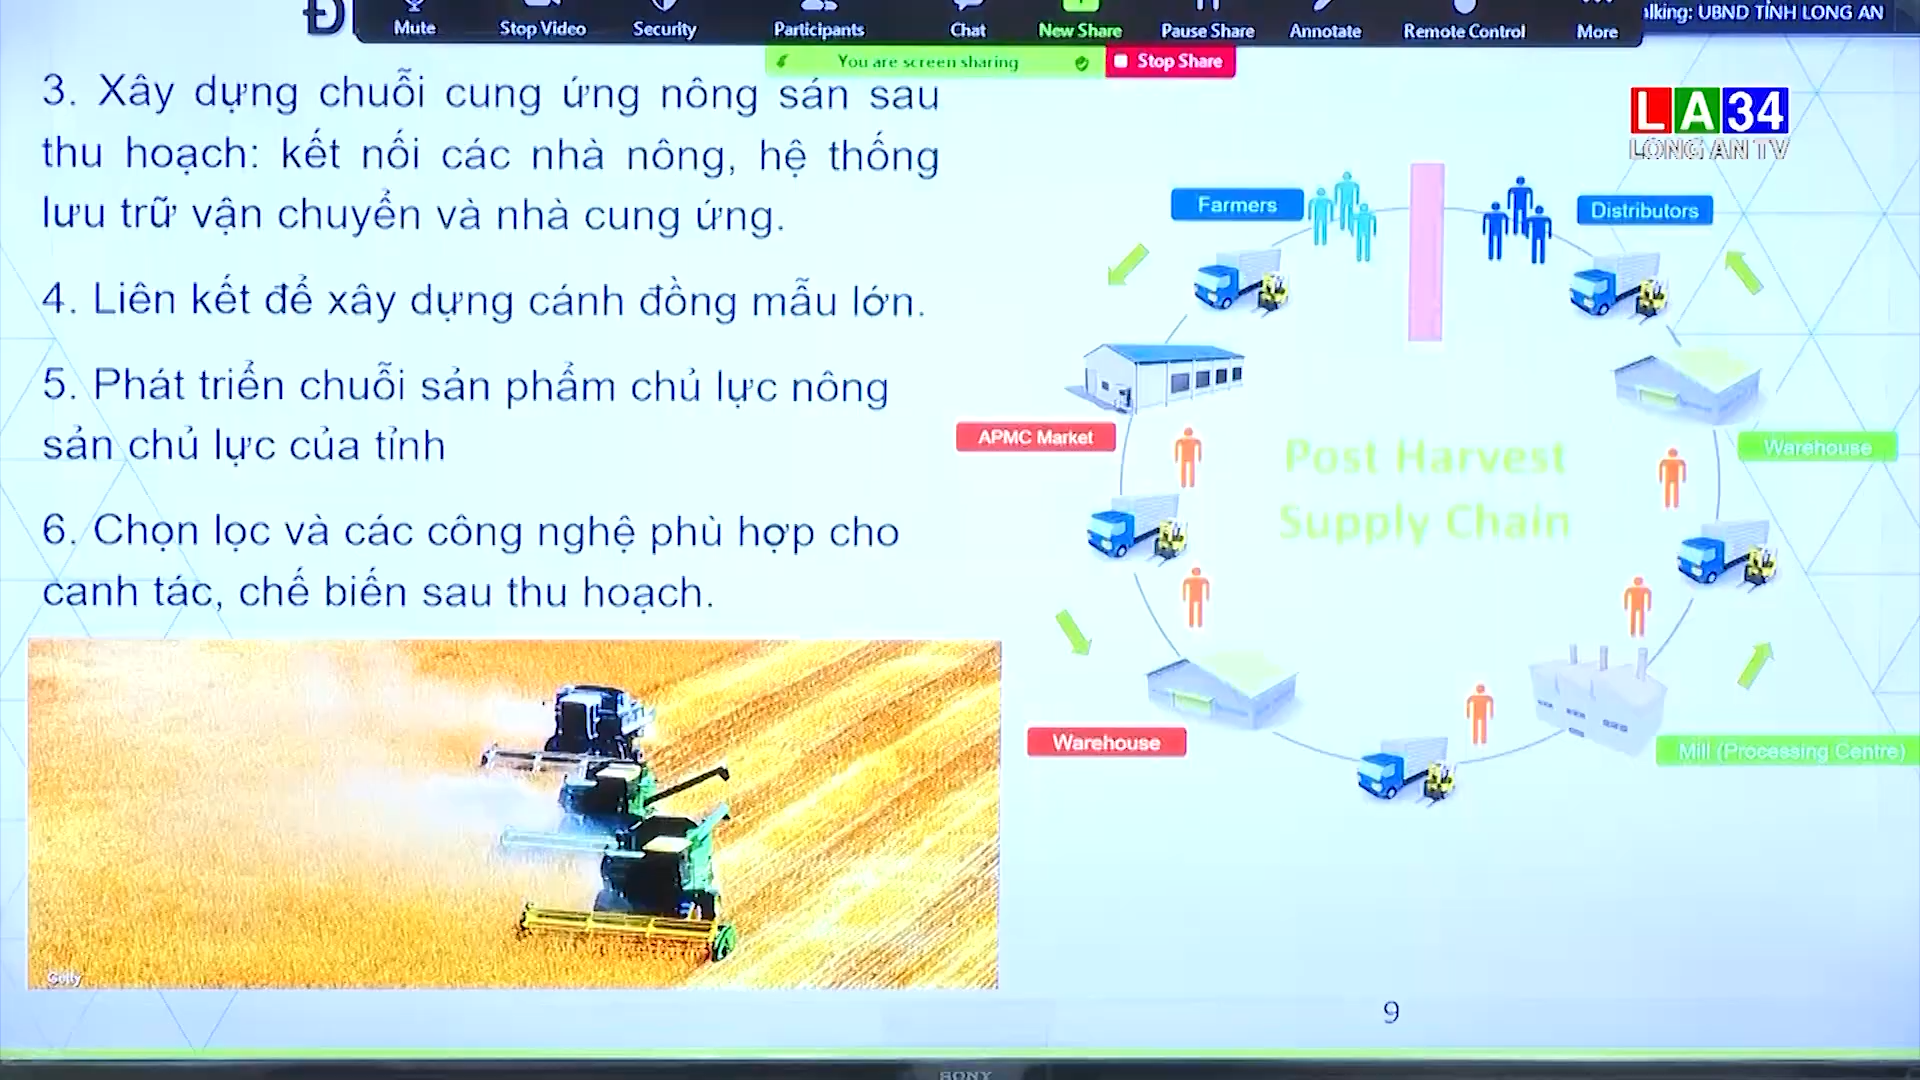 Đ
Mute
Stop Video
Security
Participants
Chat
New Share
Pause Share
Annotate
Remote Control
More
alking: UBND TỈNH LONG AN
You are screen sharing
Stop Share
LA34
LONG AN TV
3. Xây dựng chuỗi cung ứng nông sản sau
thu hoạch: kết nối các nhà nông, hệ thống
lưu trữ vận chuyển và nhà cung ứng.
4. Liên kết để xây dựng cánh đồng mẫu lớn.
5. Phát triển chuỗi sản phẩm chủ lực nông
sản chủ lực của tỉnh
6. Chọn lọc và các công nghệ phù hợp cho
canh tác, chế biến sau thu hoạch.
Getty
Farmers
Distributors
APMC Market
Warehouse
Post Harvest
Supply Chain
Warehouse
Mill (Processing Centre)
9
SONY